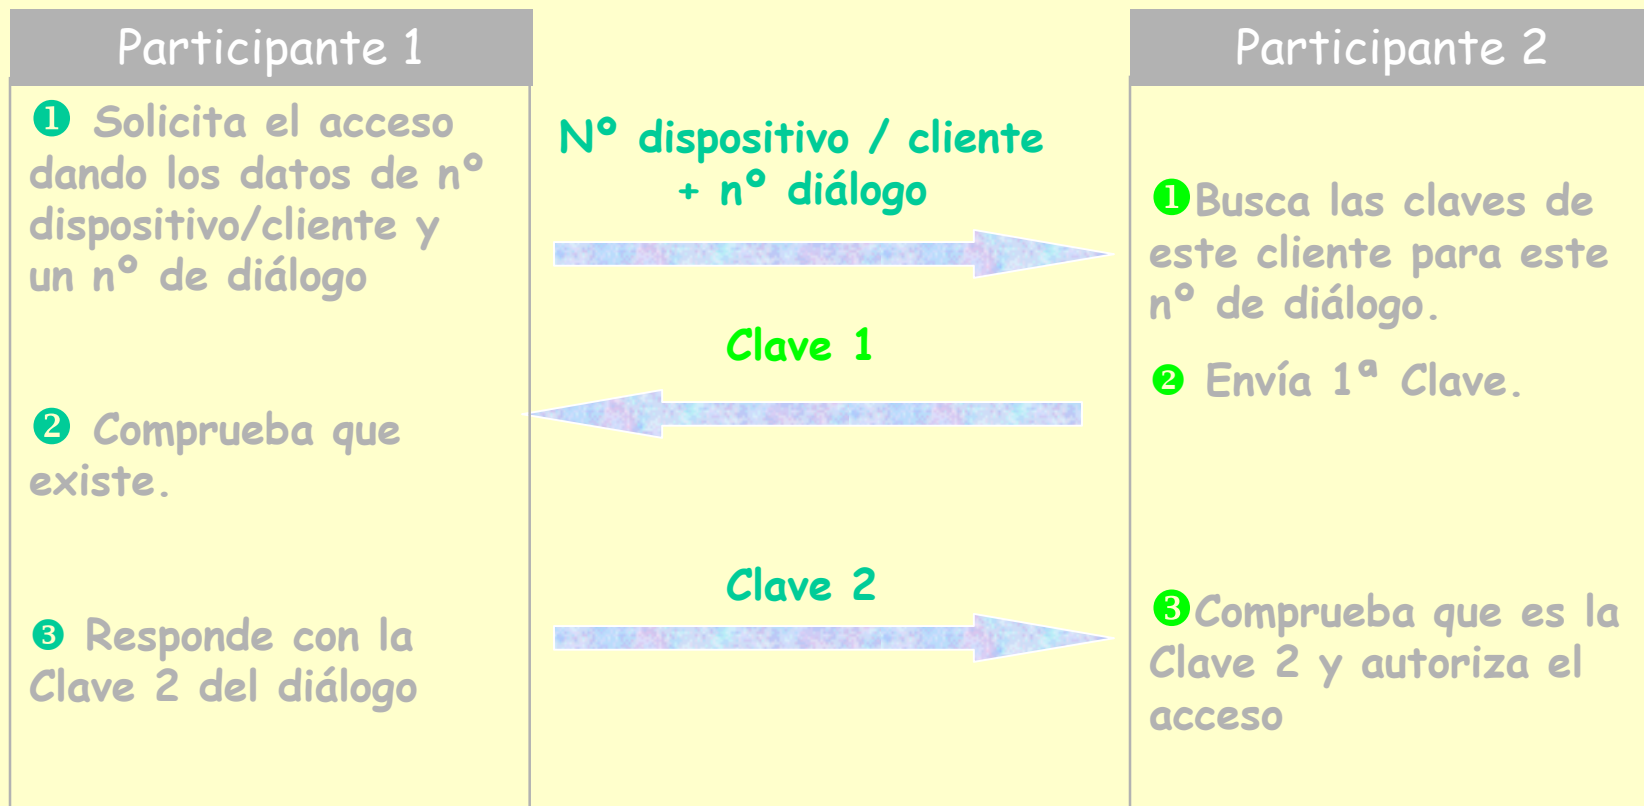 Participante 1
❶ Solicita el acceso
dando los datos de nº
dispositivo/cliente y
un nº de diálogo
❷ Comprueba que
existe.
❸ Responde con la
Clave 2 del diálogo
Nº dispositivo / cliente
+ nº diálogo
Clave 1
Clave 2
Participante 2
❶Busca las claves de
este cliente para este
nº de diálogo.
❷ Envía 1ª Clave.
❸Comprueba que es la
Clave 2 y autoriza el
acceso